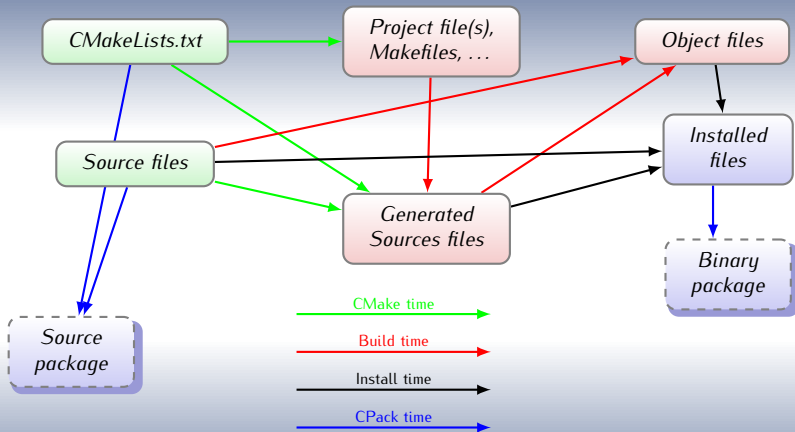 CMakeLists.txt
Project file(s),
Makefiles, ...
Object files
Source files
Installed
files
Generated
Sources files
Binary
package
Source
package
CMake time
Build time
Install time
CPack time